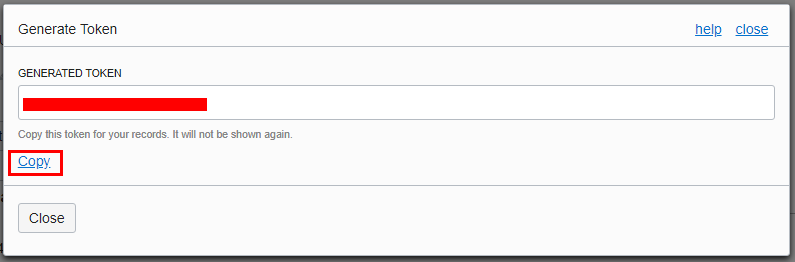 Generate Token
help close
GENERATED TOKEN
Copy this token for your records. It will not be shown again.
Copy
Close